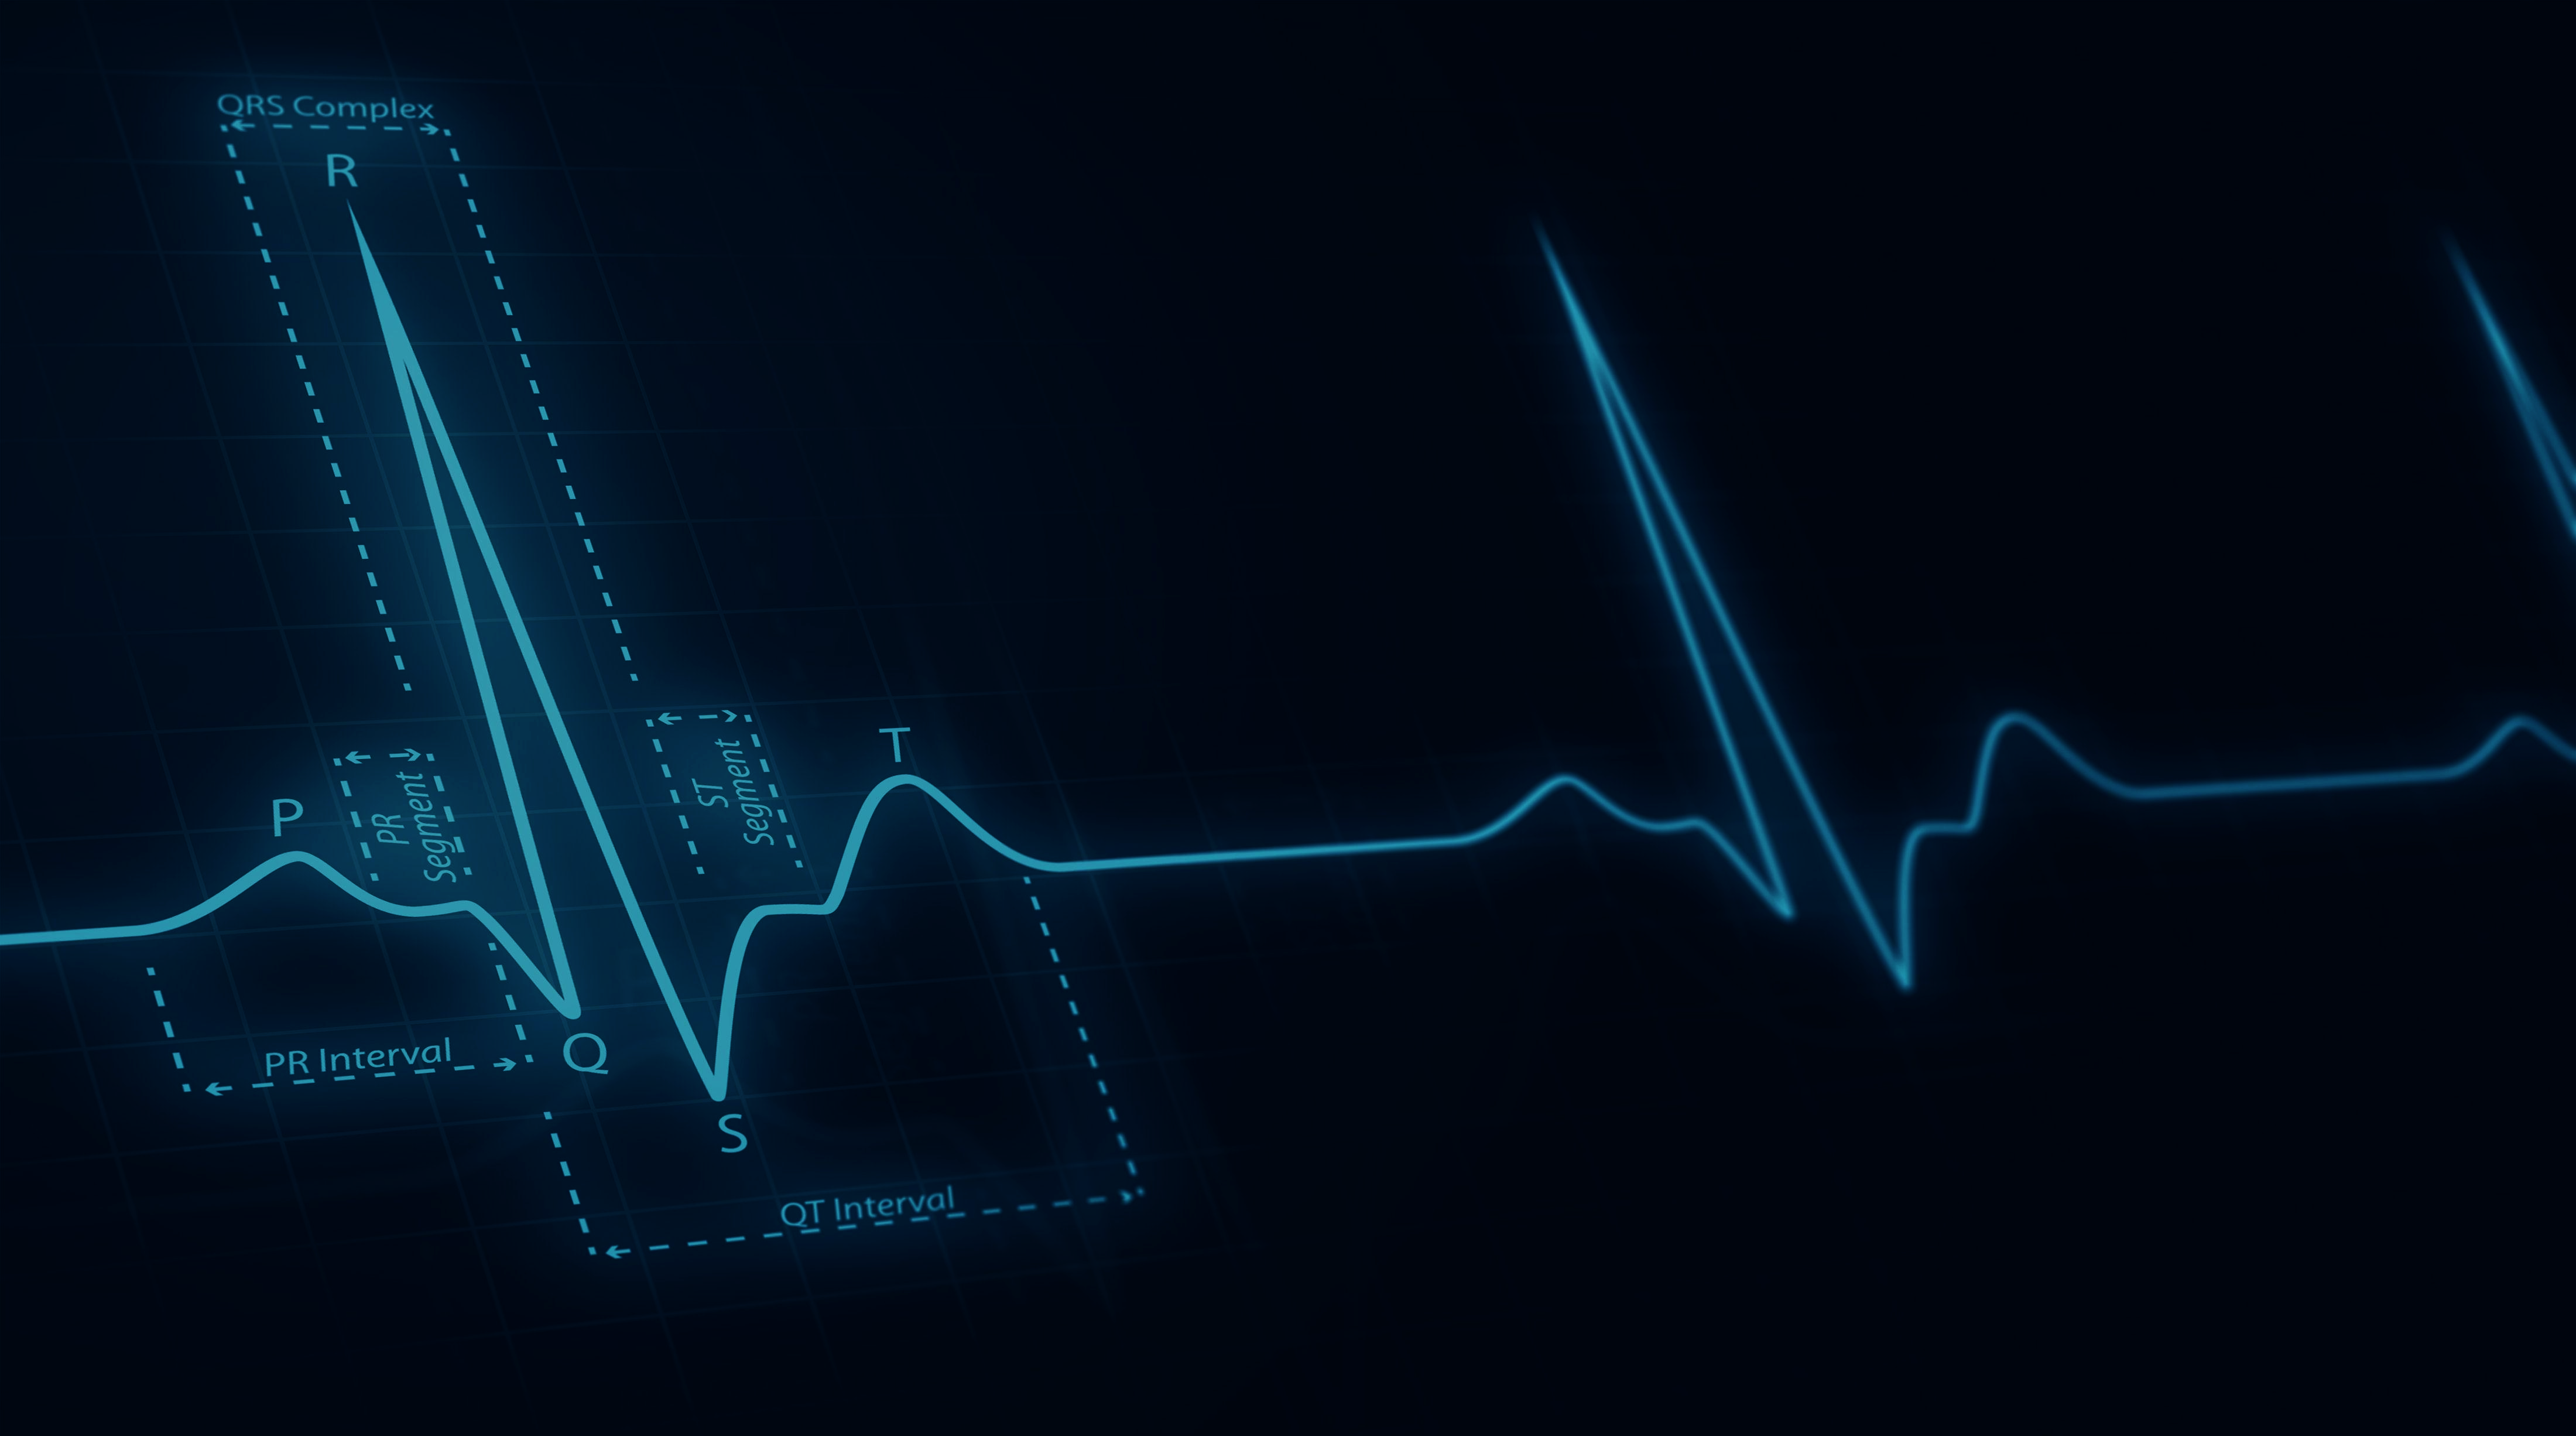 QRS Complex
R
P
PR
Segment
ST
Segment
T
PR Interval
Q
S
QT Interval